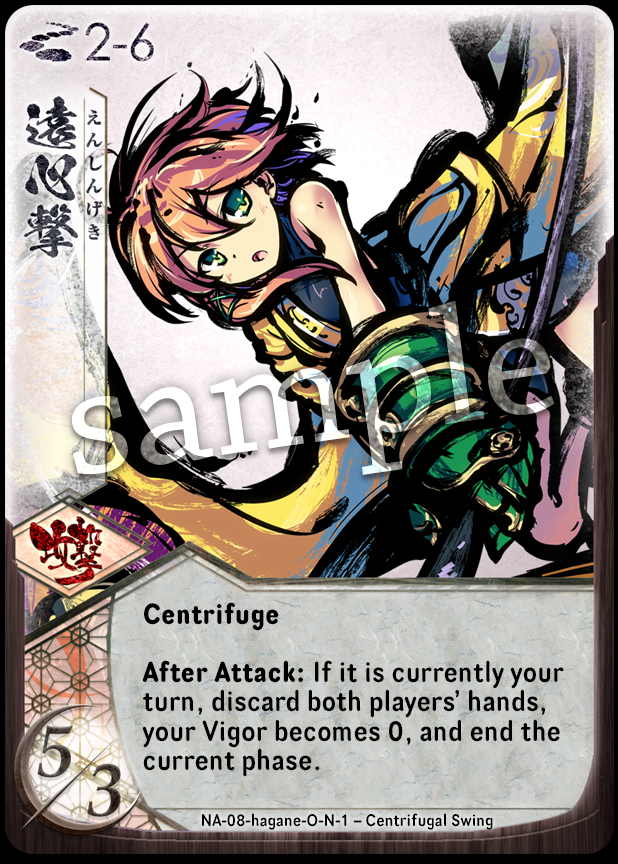 2-6
遠心撃
えんしんげき
sample
攻撃
Centrifuge
After Attack: If it is currently your
turn, discard both players' hands,
your Vigor becomes 0, and end the
current phase.
5/3
NA-08-hagane-O-N-1 – Centrifugal Swing